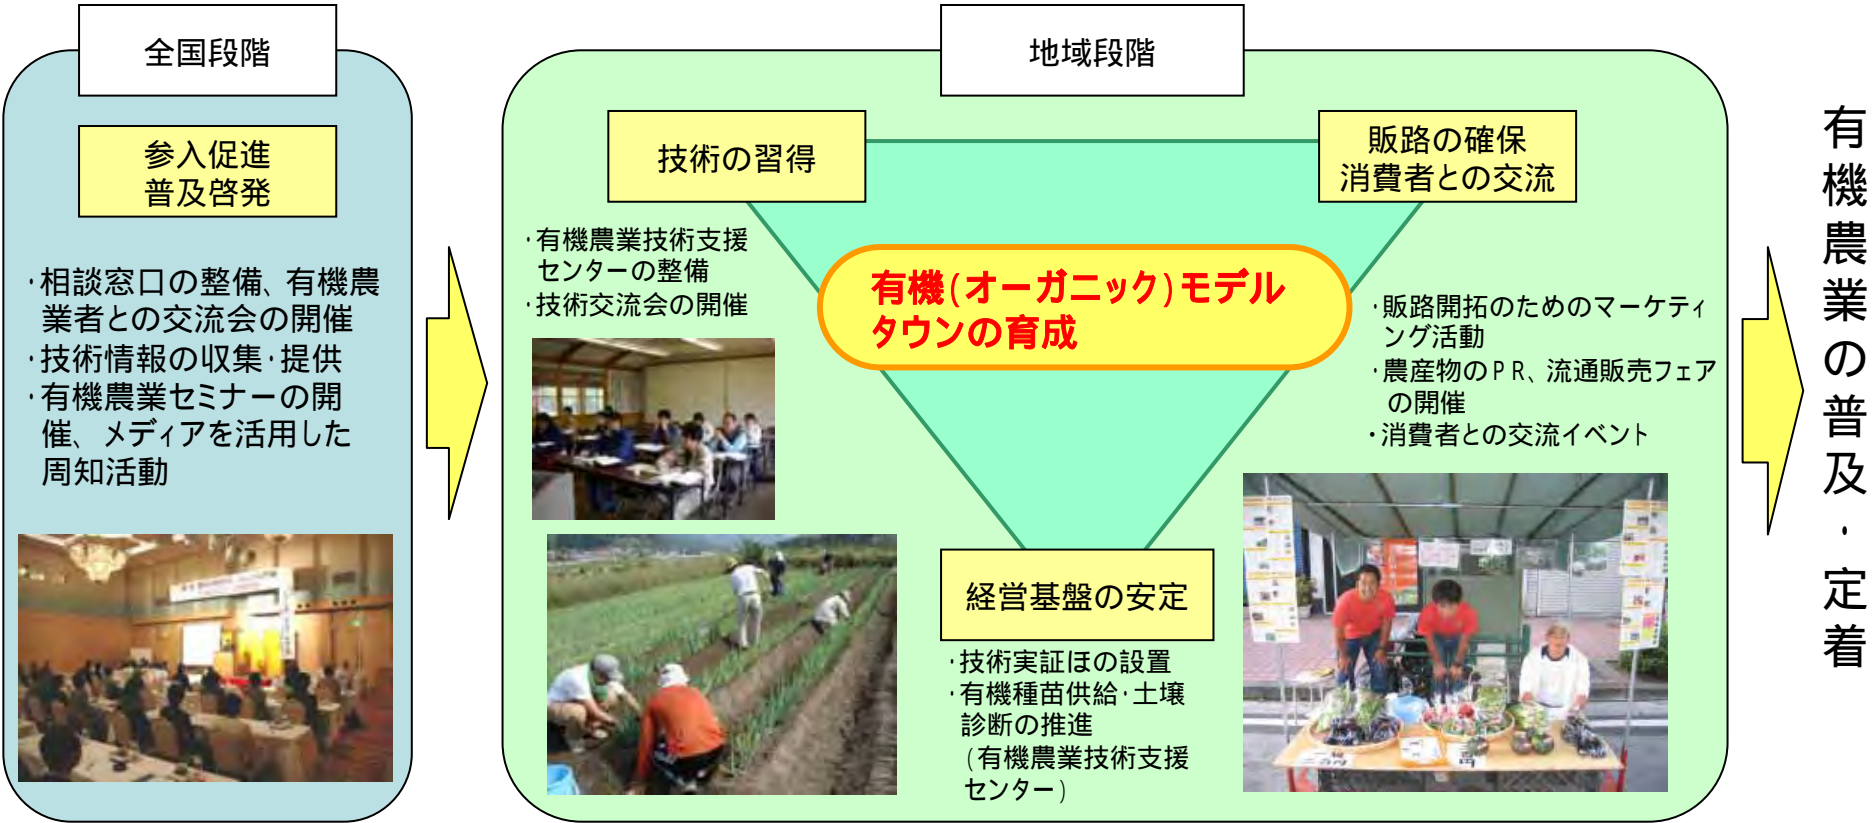 全国段階
参入促進
普及啓発
・相談窓口の整備、有機農
業者との交流会の開催
・技術情報の収集・提供
・有機農業セミナーの開
催、メディアを活用した
周知活動
地域段階
技術の習得
・有機農業技術支援
センターの整備
・技術交流会の開催
販路の確保
消費者との交流
有機(オーガニック)モデル
タウンの育成
・販路開拓のためのマーケティ
ング活動
・農産物のPR、流通販売フェア
の開催
・消費者との交流イベント
経営基盤の安定
・技術実証ほの設置
・有機種苗供給・土壌
診断の推進
(有機農業技術支援
センター)
有機農業の普及・定着